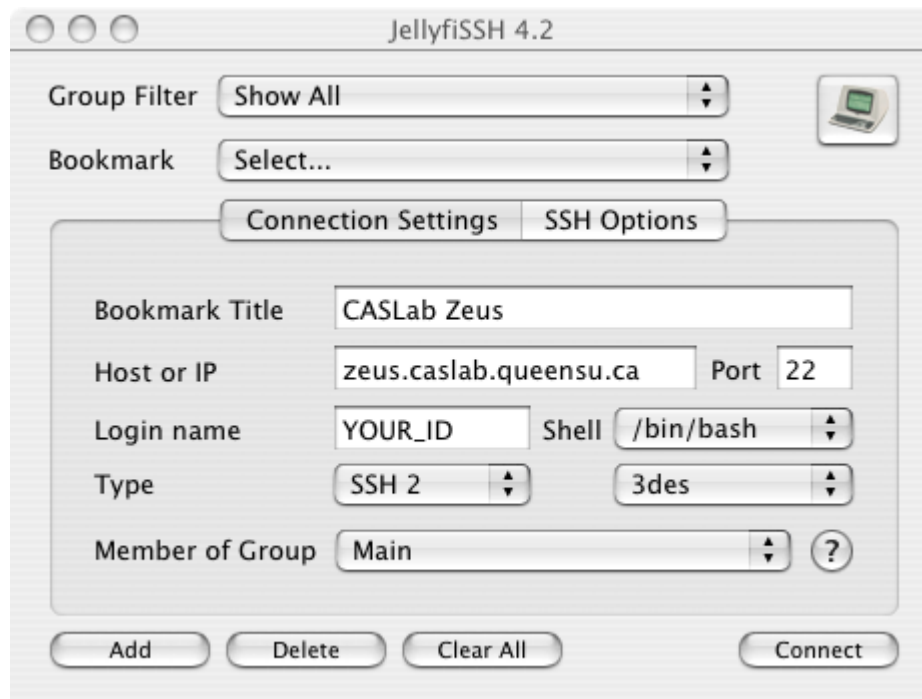 JellyfiSSH 4.2
Group Filter Show All
Bookmark Select...
Connection Settings SSH Options
Bookmark Title CASLab Zeus
Host or IP zeus.caslab.queensu.ca Port 22
Login name YOUR_ID Shell /bin/bash
Type SSH 2 3des
Member of Group Main ?
Add Delete Clear All Connect